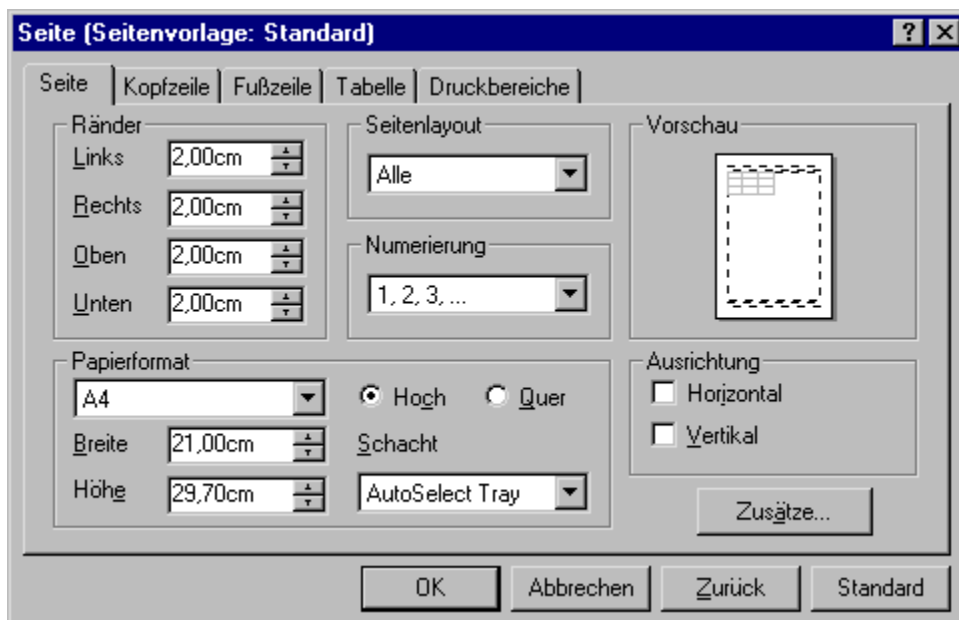 Seite (Seitenvorlage: Standard)
Seite Kopfzeile Fußzeile Tabelle Druckbereiche
Ränder
Links 2,00cm
Rechts 2,00cm
Oben 2,00cm
Unten 2,00cm
Seitenlayout
Alle
Numerierung
1, 2, 3, ...
Vorschau
Papierformat
A4
Hoch Quer
Breite 21,00cm
Höhe 29,70cm
Schacht
AutoSelect Tray
Ausrichtung
Horizontal
Vertikal
Zusätze...
OK Abbrechen Zurück Standard